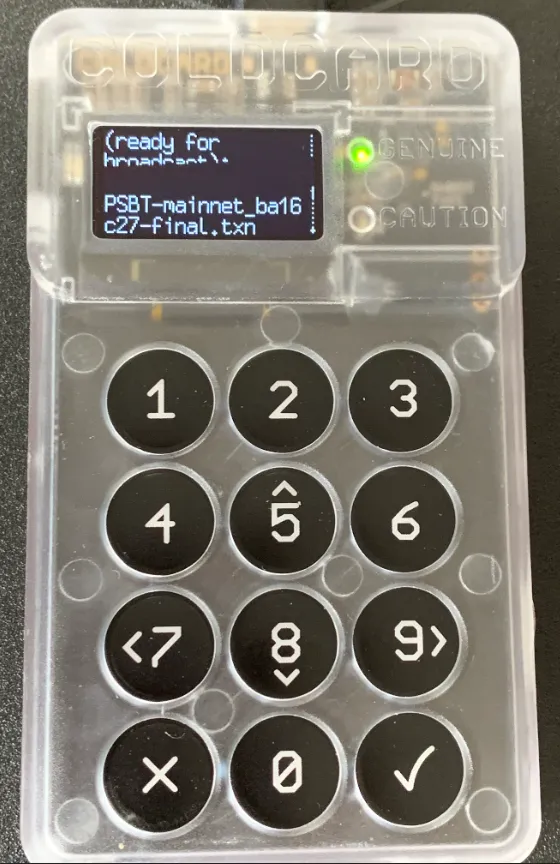 COLDCARD
(ready for
broadcast):
PSBT-mainnet_ba16
c27-final.txn
GENUINE
CAUTION
1 2 3
4 5 6
<7 8 9>
X 0 ✓